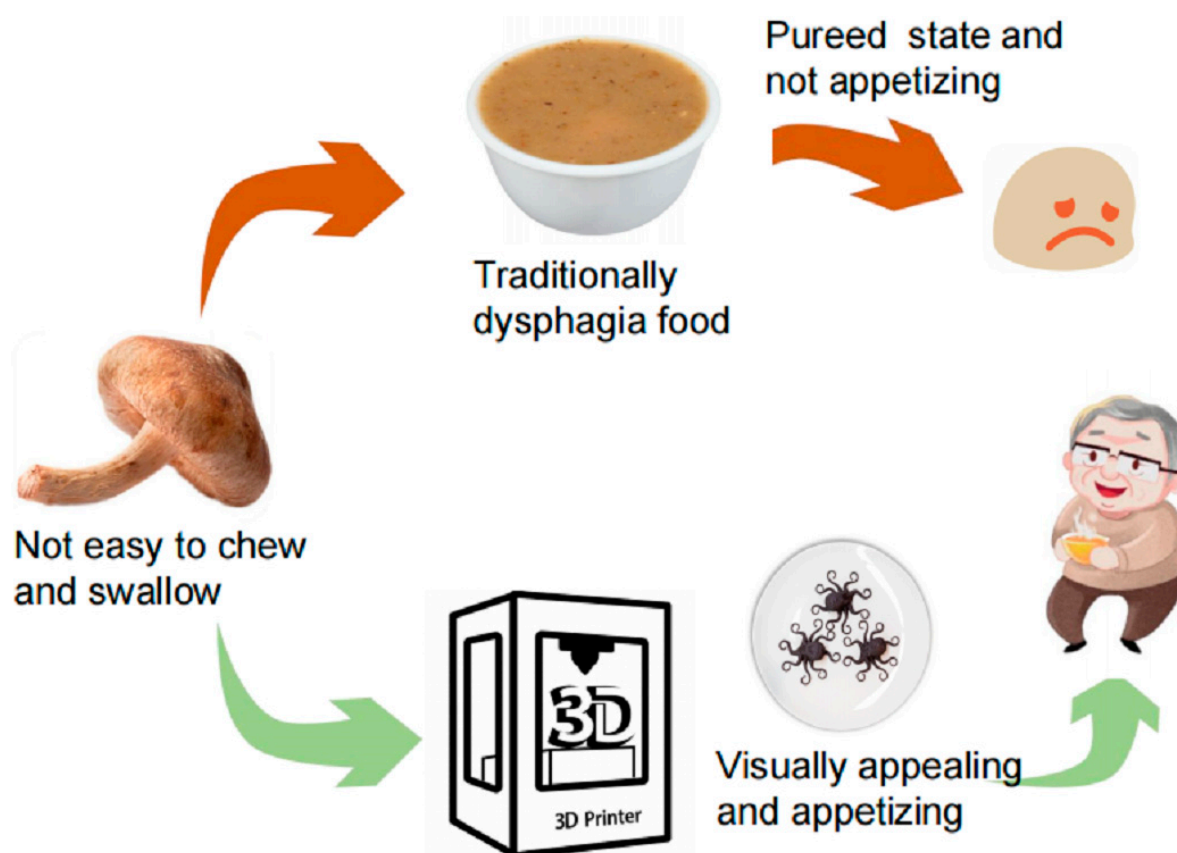 Pureed state and
not appetizing
Traditionally
dysphagia food
Not easy to chew
and swallow
3D
3D Printer
Visually appealing
and appetizing